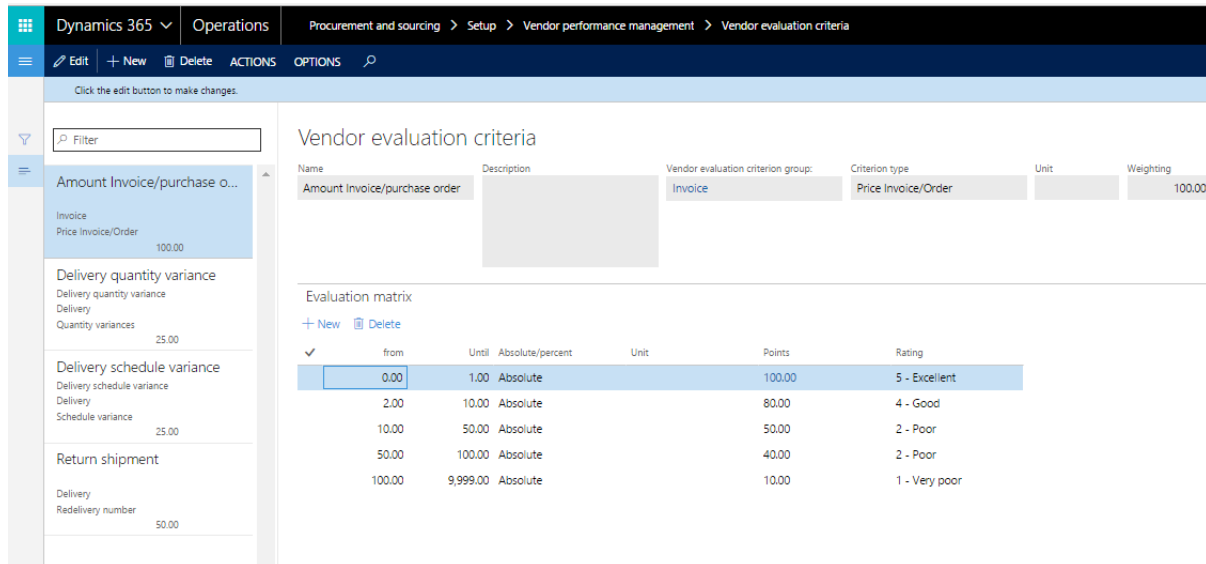 Dynamics 365 Operations Procurement and sourcing > Setup > Vendor performance management > Vendor evaluation criteria
Edit + New Delete ACTIONS OPTIONS
Click the edit button to make changes.
Filter
Amount Invoice/purchase o...
Invoice
Price Invoice/Order
100.00
Delivery quantity variance
Delivery quantity variance
Delivery
Quantity variances
25.00
Delivery schedule variance
Delivery schedule variance
Delivery
Schedule variance
25.00
Return shipment
Delivery
Redelivery number
50.00
Vendor evaluation criteria
Name Description Vendor evaluation criterion group: Criterion type Unit Weighting
Amount Invoice/purchase order Invoice Price Invoice/Order 100.00
Evaluation matrix
+ New Delete
from Until Absolute/percent Unit Points Rating
0.00 1.00 Absolute 100.00 5 - Excellent
2.00 10.00 Absolute 80.00 4 - Good
10.00 50.00 Absolute 50.00 2 - Poor
50.00 100.00 Absolute 40.00 2 - Poor
100.00 9,999.00 Absolute 10.00 1 - Very poor